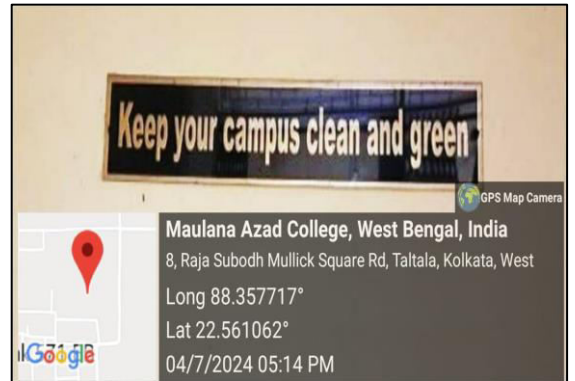 Keep your campus clean and green
GPS Map Camera
Maulana Azad College, West Bengal, India
8, Raja Subodh Mullick Square Rd, Taltala, Kolkata, West
Long 88.357717°
Lat 22.561062°
04/7/2024 05:14 PM
Google